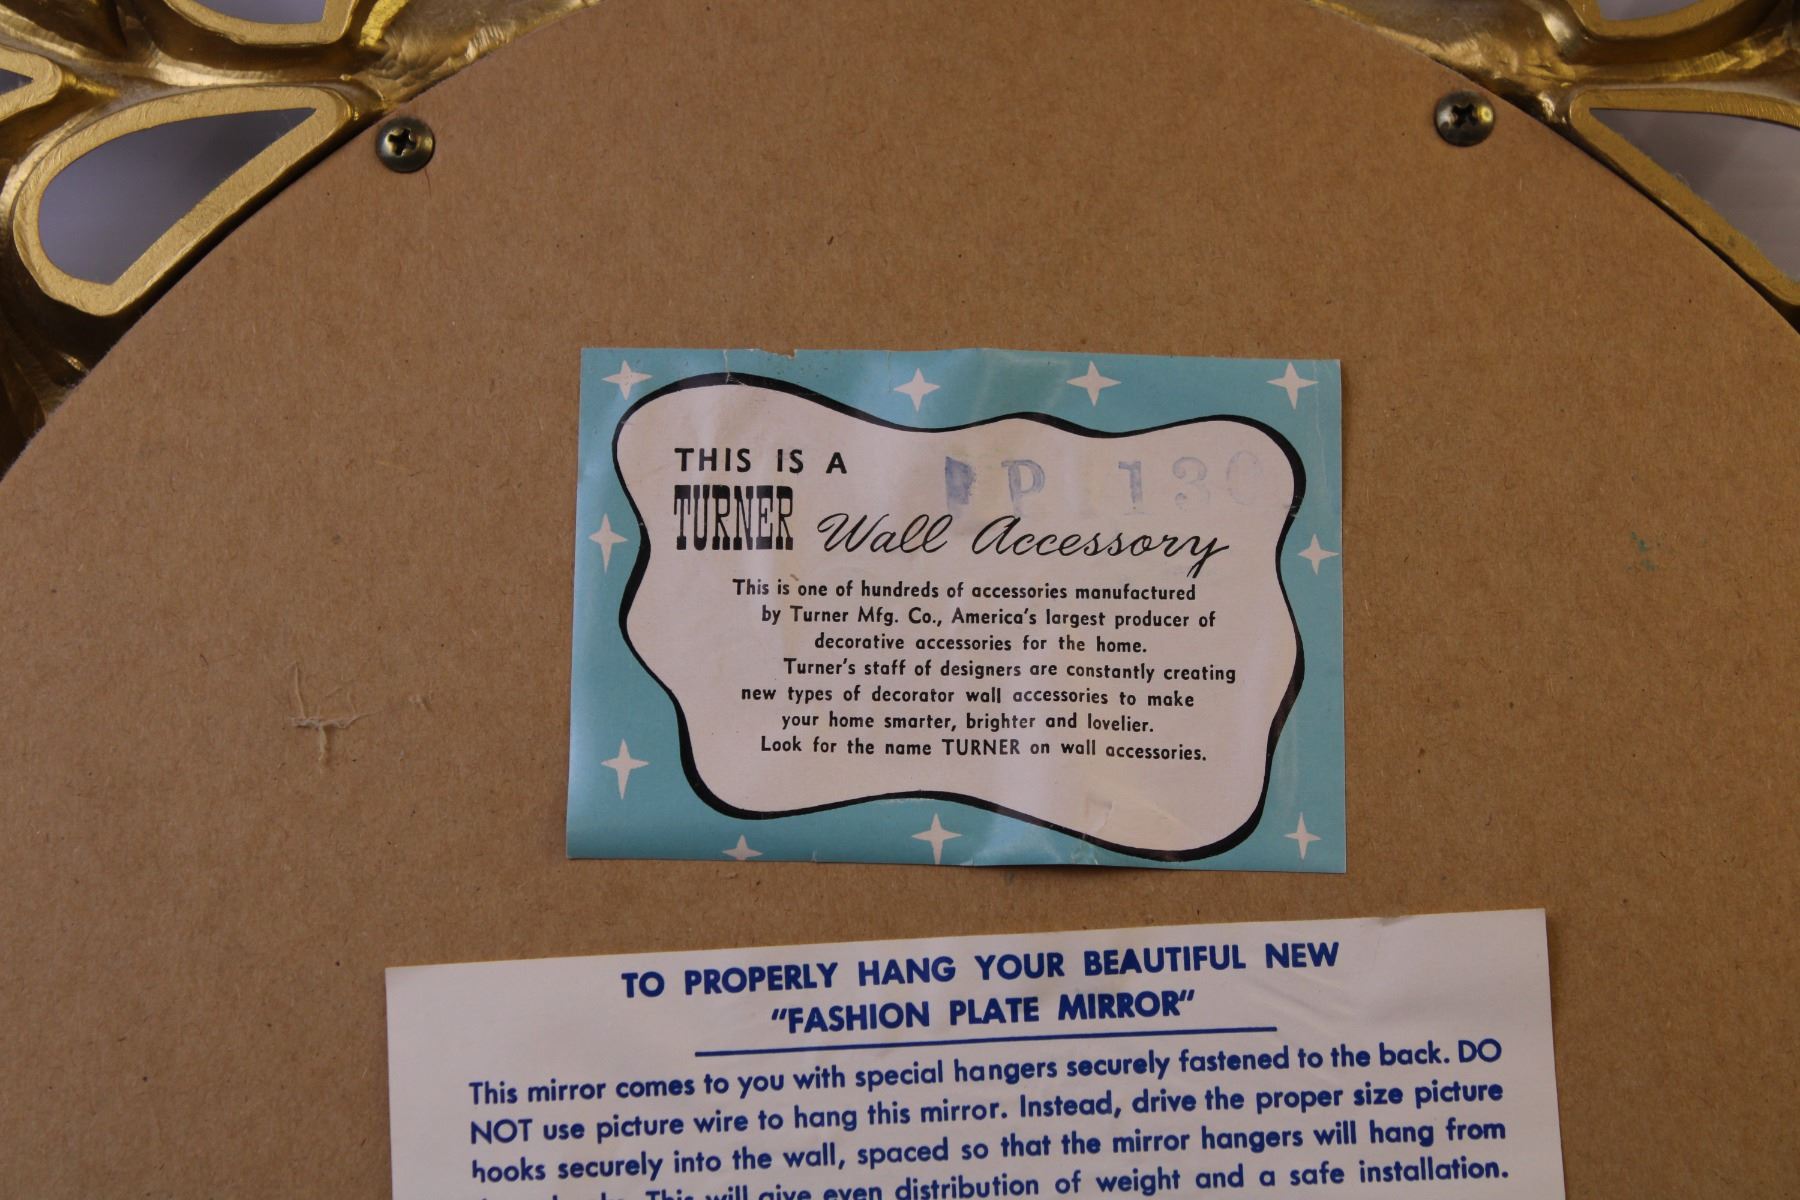 THIS IS A
P 130
TURNER Wall Accessory
This is one of hundreds of accessories manufactured
by Turner Mfg. Co., America's largest producer of
decorative accessories for the home.
Turner's staff of designers are constantly creating
new types of decorator wall accessories to make
your home smarter, brighter and lovelier.
Look for the name TURNER on wall accessories.
TO PROPERLY HANG YOUR BEAUTIFUL NEW
"FASHION PLATE MIRROR"
This mirror comes to you with special hangers securely fastened to the back. DO
NOT use picture wire to hang this mirror. Instead, drive the proper size picture
hooks securely into the wall, spaced so that the mirror hangers will hang from
This will give even distribution of weight and a safe installation.